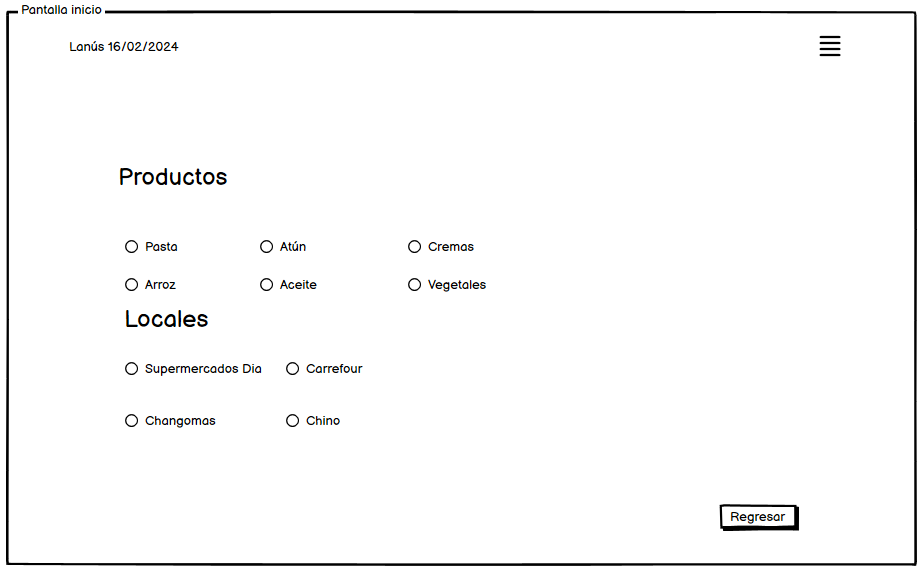 Pantalla inicio
Lanús 16/02/2024
Productos
Pasta Atún Cremas
Arroz Aceite Vegetales
Locales
Supermercados Dia Carrefour
Changomas Chino
Regresar